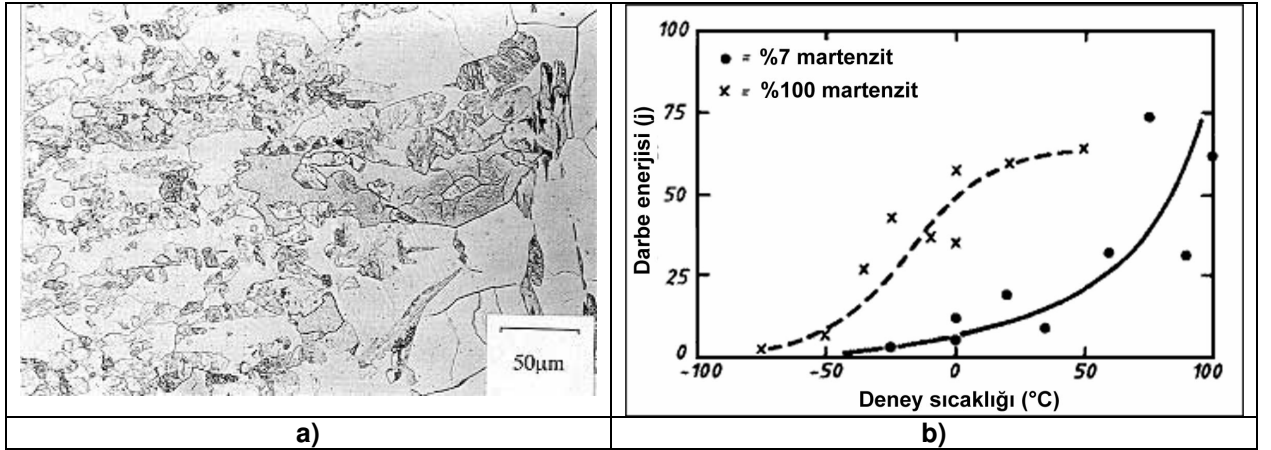 50µm
a)
100
75
50
25
0
Darbe enerjisi (j)
● = %7 martenzit
x = %100 martenzit
-100 -50 0 50 100
Deney sıcaklığı (°C)
b)